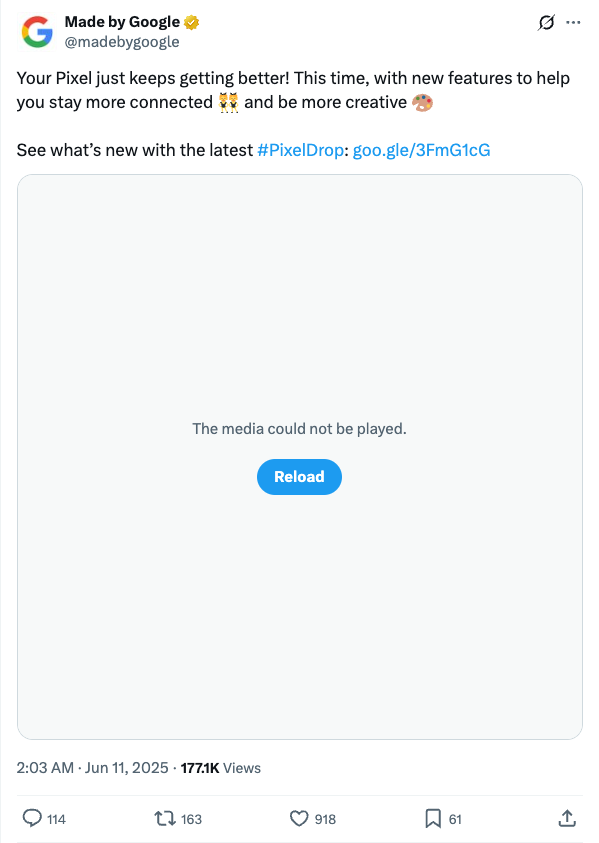 Made by Google
@madebygoogle
Your Pixel just keeps getting better! This time, with new features to help
you stay more connected 👯 and be more creative 🎨
See what’s new with the latest #PixelDrop: goo.gle/3FmG1cG
The media could not be played.
Reload
2:03 AM · Jun 11, 2025 · 177.1K Views
114 163 918 61